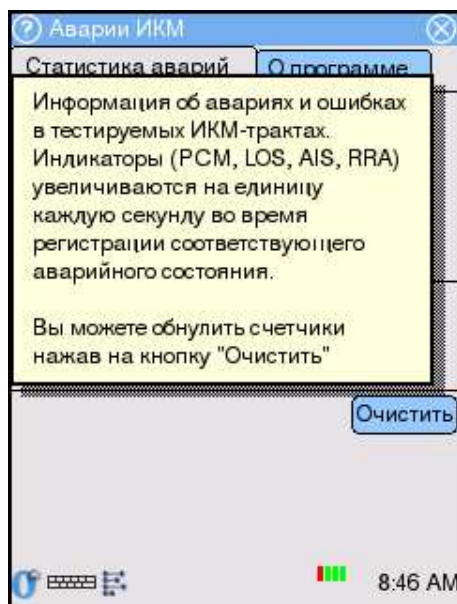 Аварии ИКМ
Статистика аварий
О программе
Информация об авариях и ошибках
в тестируемых ИКМ-трактах.
Индикаторы (PCM, LOS, AIS, RRA)
увеличиваются на единицу
каждую секунду во время
регистрации соответствующего
аварийного состояния.
Вы можете обнулить счетчики
нажав на кнопку "Очистить"
Очистить
8:46 AM